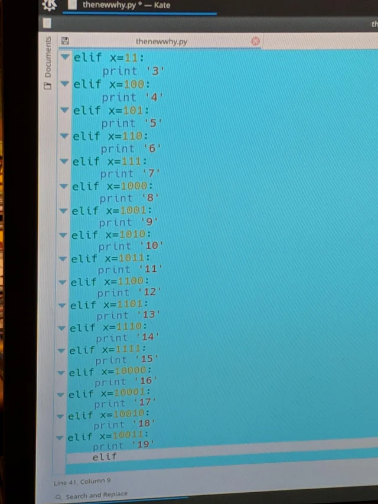 thenewwhy.py * — Kate
th
thenewwhy.py
Documents
elif x=11:
print '3'
elif x=100:
print '4'
elif x=101:
print '5'
elif x=110:
print '6'
elif x=111:
print '7'
elif x=1000:
print '8'
elif x=1001:
print '9'
elif x=1010:
print '10'
elif x=1011:
print '11'
elif x=1100:
print '12'
elif x=1101:
print '13'
elif x=1110:
print '14'
elif x=1111:
print '15'
elif x=10000:
print '16'
elif x=10001:
print '17'
elif x=10010:
print '18'
elif x=10011:
print '19'
elif
Line 41, Column 9
Search and Replace